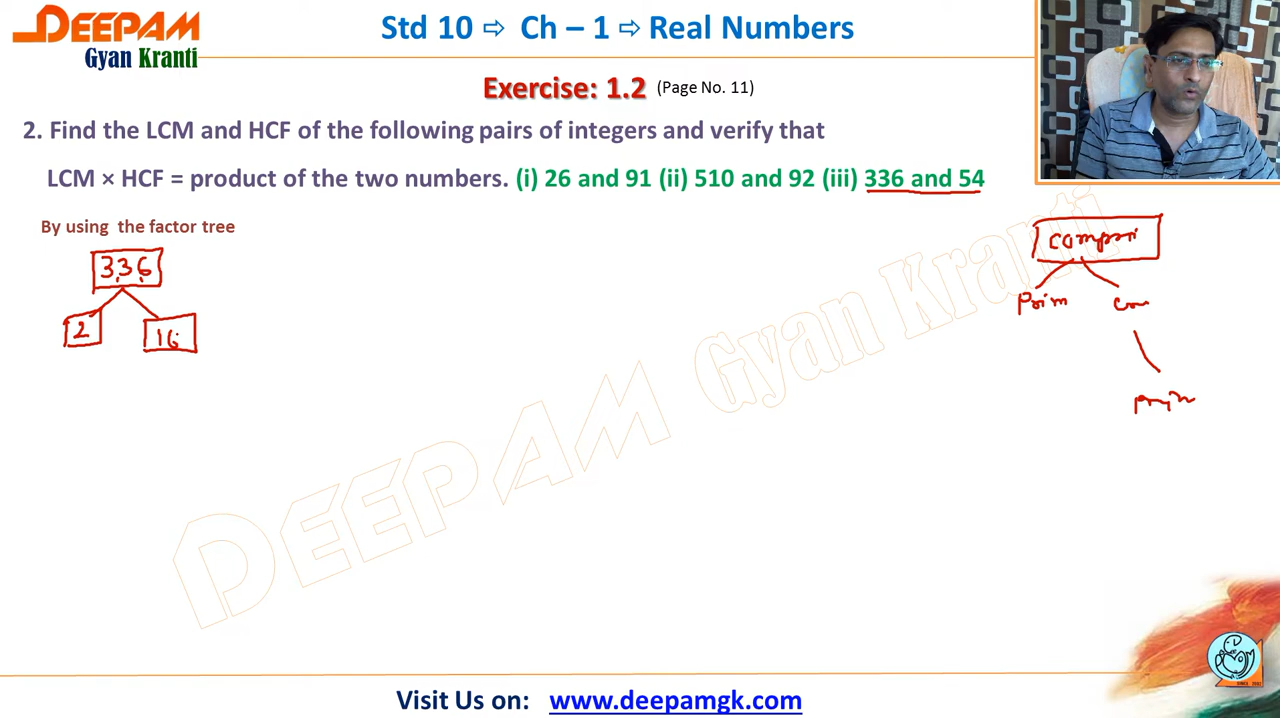 DEEPAM
Gyan Kranti
Std 10 ⇨ Ch – 1 ⇨ Real Numbers
Exercise: 1.2 (Page No. 11)
2. Find the LCM and HCF of the following pairs of integers and verify that
LCM × HCF = product of the two numbers. (i) 26 and 91 (ii) 510 and 92 (iii) 336 and 54
By using the factor tree
336
2 16
Prim
DEEPAM Gyan Kranti
Visit Us on: www.deepamgk.com